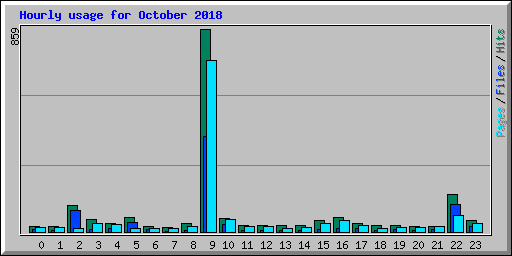 Hourly usage for October 2018
859
Pages/Files/Hits
0 1 2 3 4 5 6 7 8 9 10 11 12 13 14 15 16 17 18 19 20 21 22 23